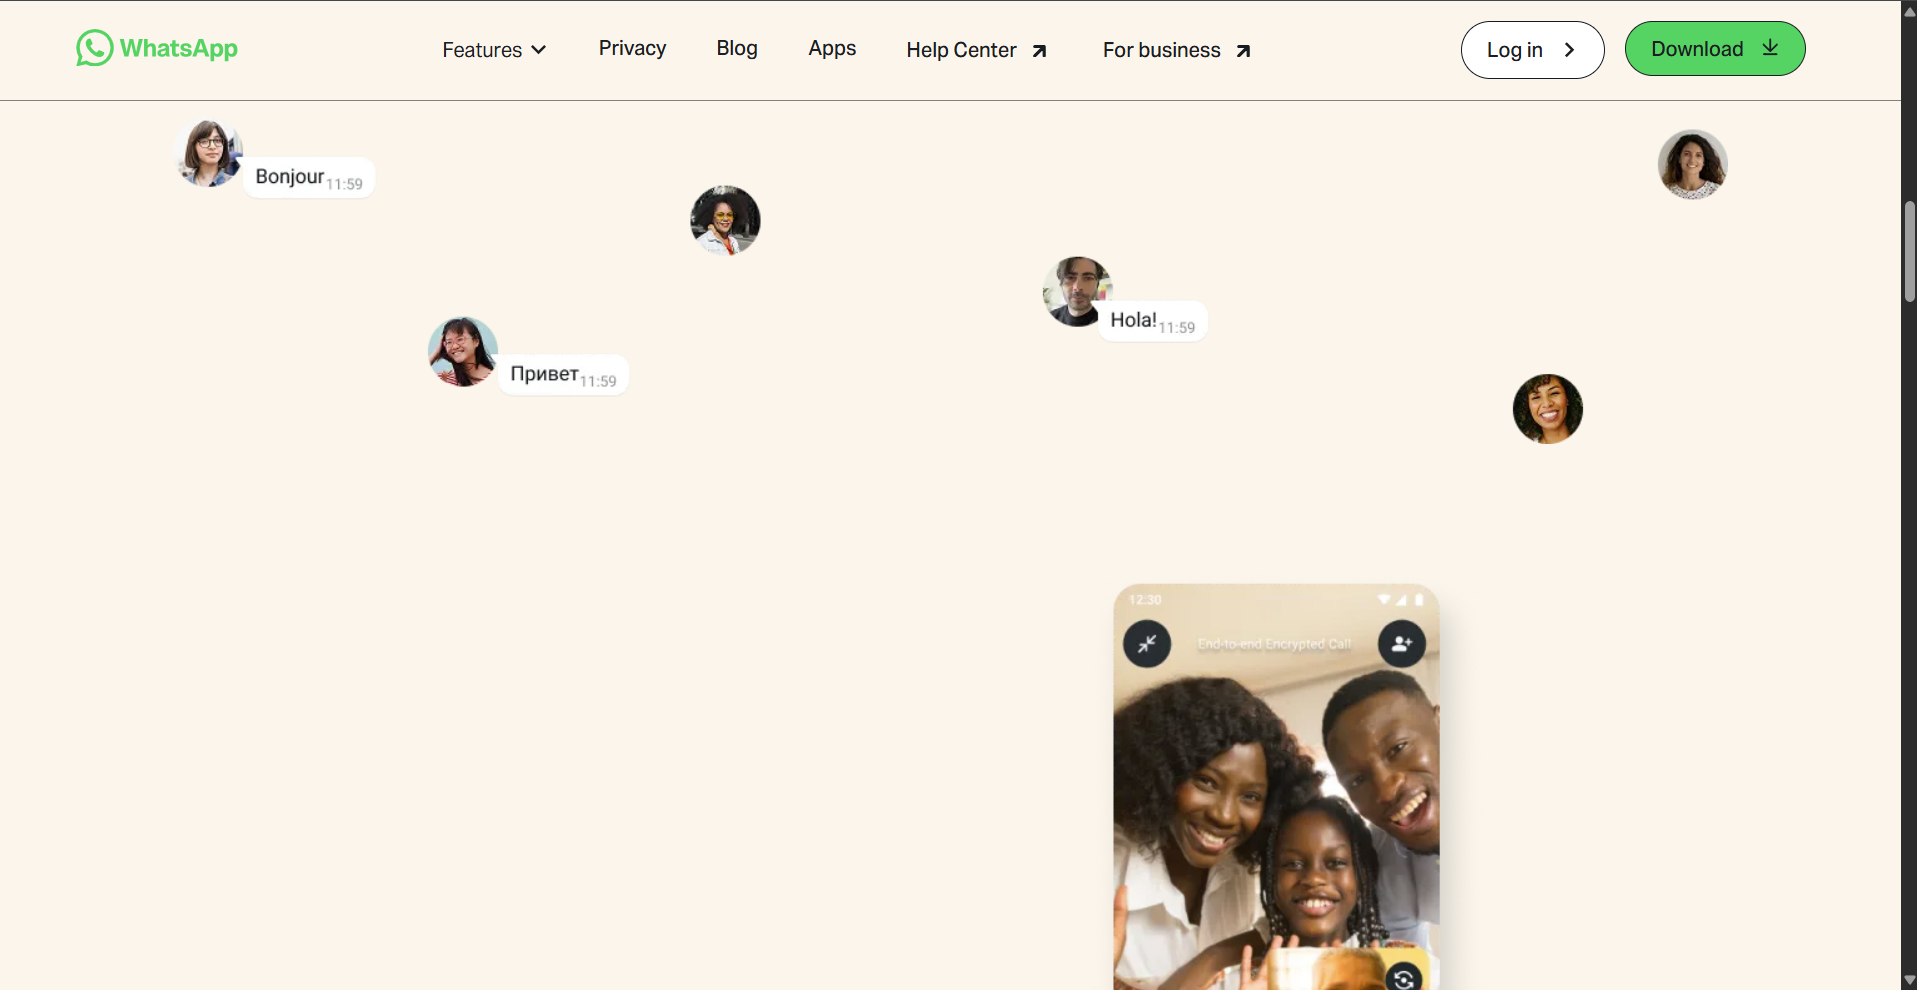 WhatsApp
Features
Privacy
Blog
Apps
Help Center
For business
Log in
Download
Bonjour 11:59
Hola! 11:59
Привет 11:59
12:30
End-to-end Encrypted Call